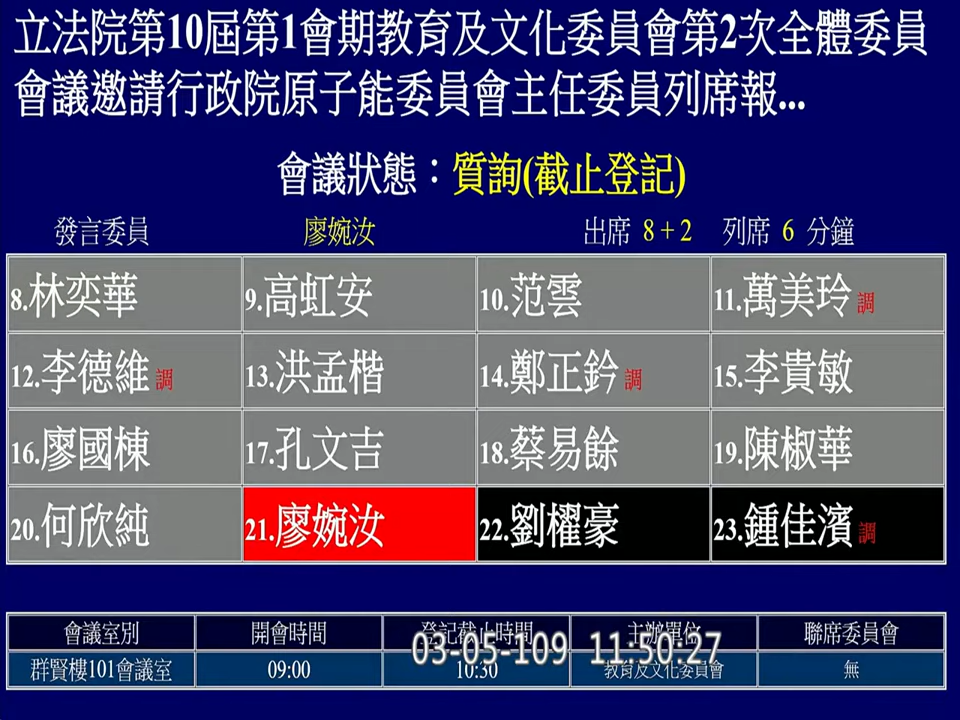 立法院第10屆第1會期教育及文化委員會第2次全體委員
會議邀請行政院原子能委員會主任委員列席報...
會議狀態：質詢(截止登記)
發言委員 廖婉汝 出席 8 + 2 列席 6 分鐘
8.林奕華 9.高虹安 10.范雲 11.萬美玲 調
12.李德維 調 13.洪孟楷 14.鄭正鈐 調 15.李貴敏
16.廖國棟 17.孔文吉 18.蔡易餘 19.陳椒華
20.何欣純 21.廖婉汝 22.劉櫂豪 23.鍾佳濱 調
會議室別 開會時間 登記截止時間 主辦單位 聯席委員會
03-05-109 11:50:27
群賢樓101會議室 09:00 10:30 教育及文化委員會 無